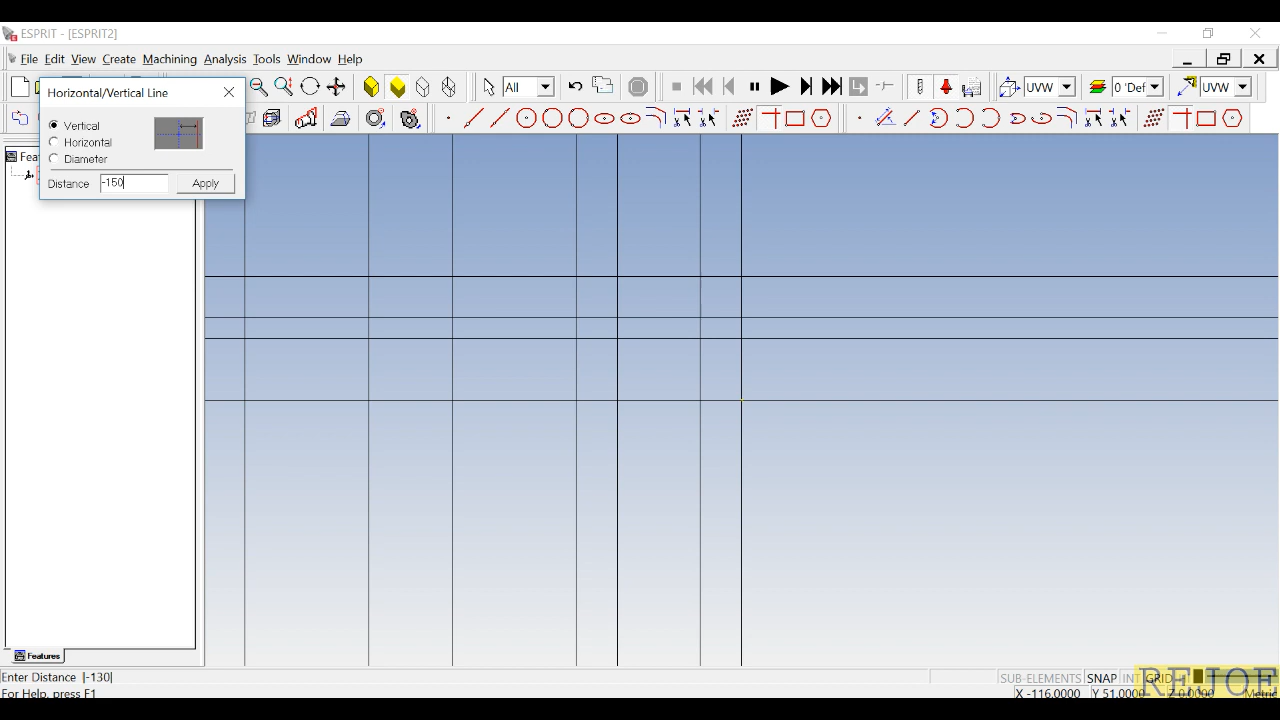 ESPRIT - [ESPRIT2]
File Edit View Create Machining Analysis Tools Window Help
Horizontal/Vertical Line
All
UVW
0 'Def
UVW
Vertical
Horizontal
Diameter
Distance -150 Apply
Fea
Features
Enter Distance |-130|
SUB-ELEMENTS SNAP INT GRID
For Help, press F1
X -116.0000 Y 51.0000 Z 0.0000 Metric